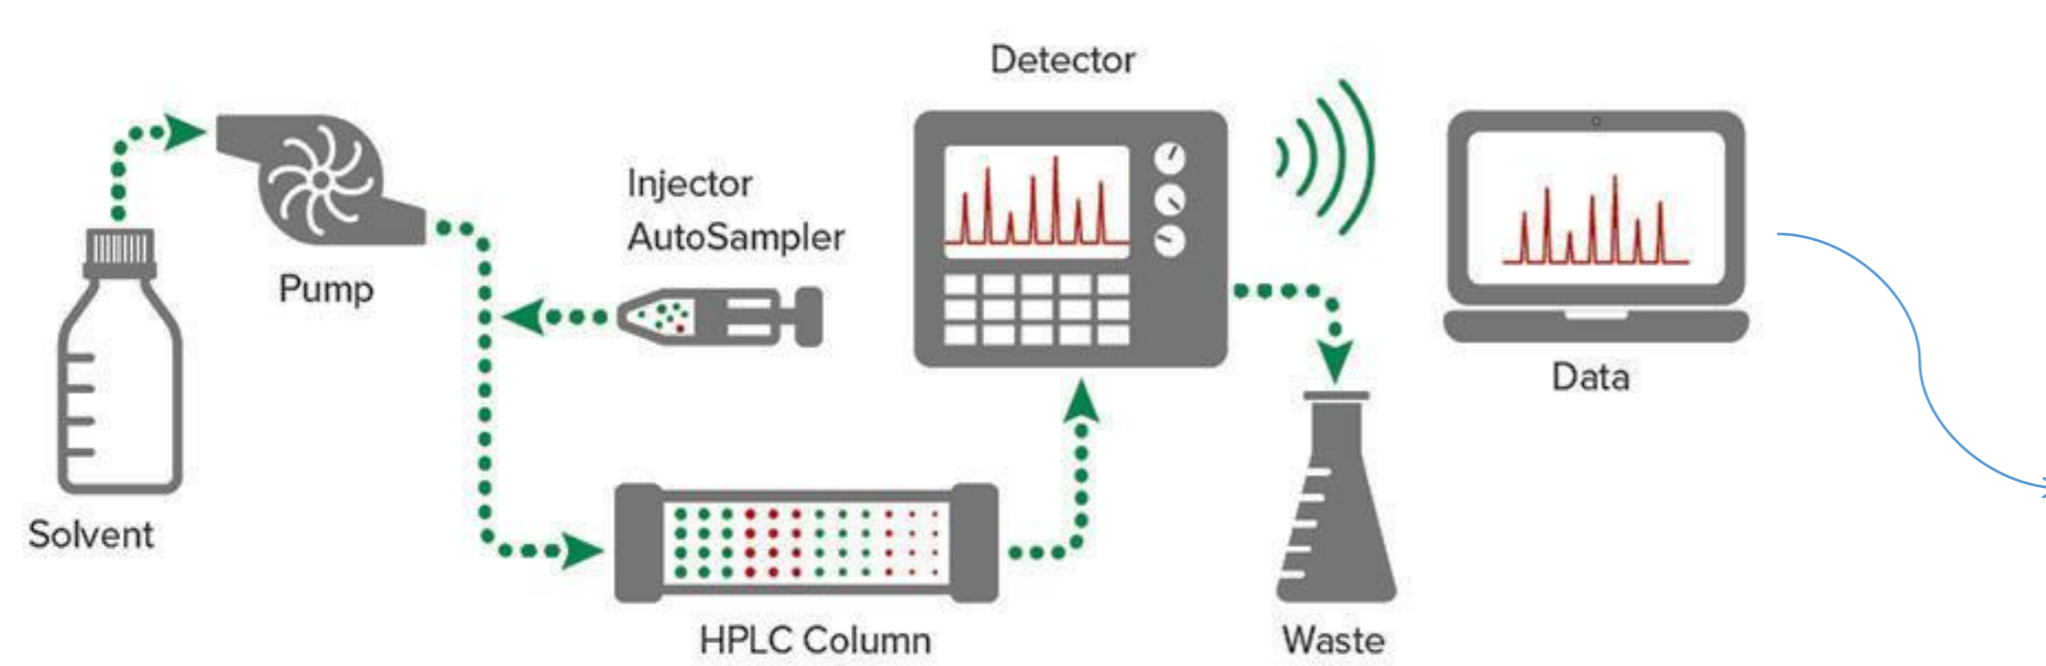 Detector
Injector
AutoSampler
Pump
Data
Solvent
HPLC Column
Waste